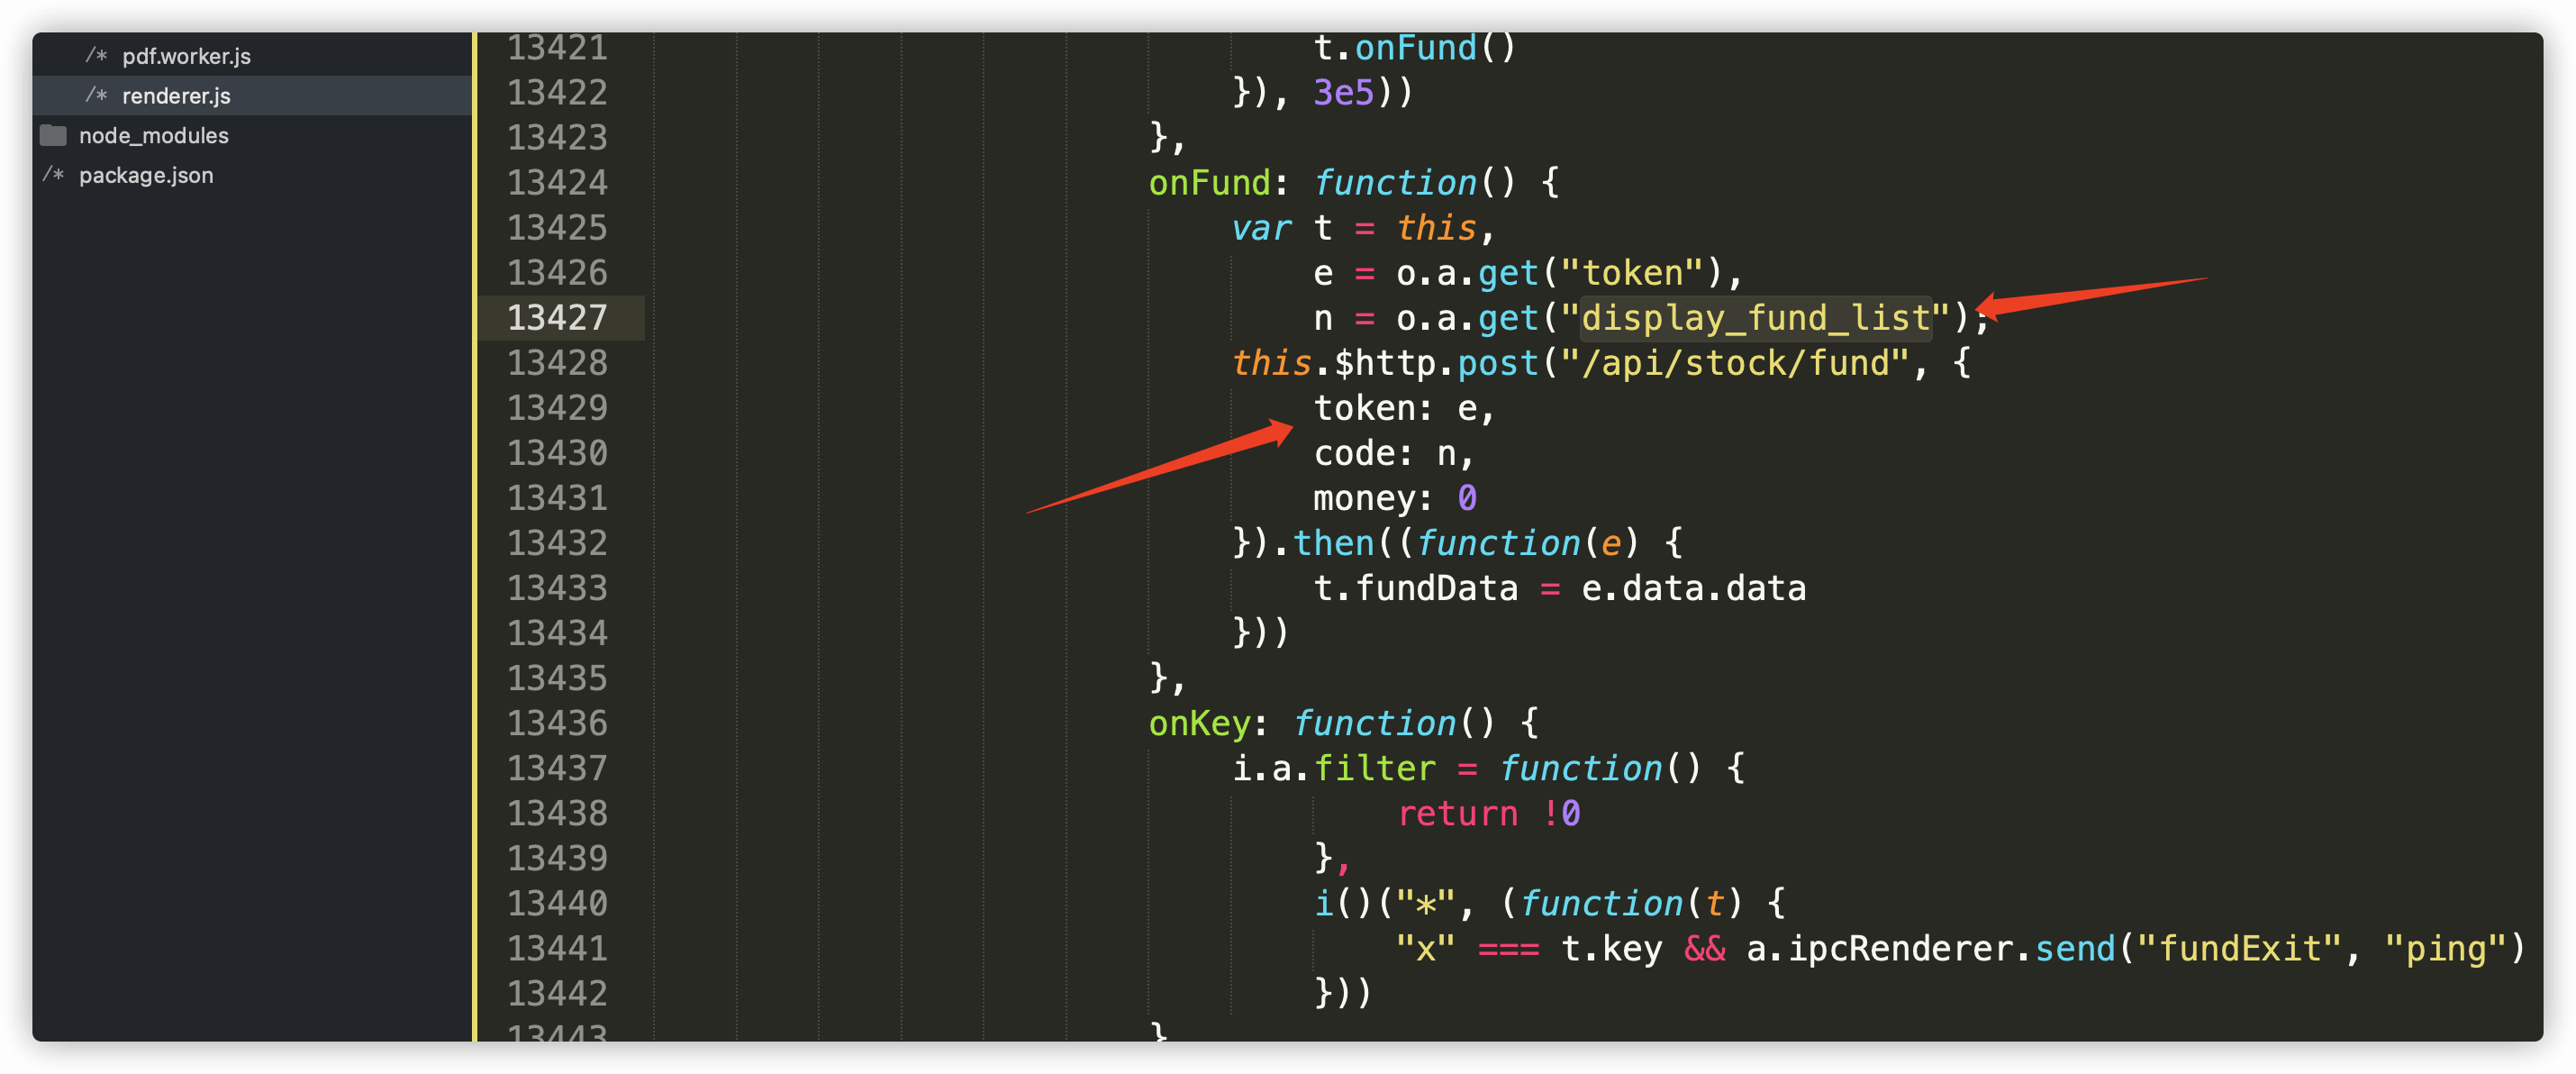 /* pdf.worker.js
/* renderer.js
node_modules
/* package.json
13421 t.onFund()
13422 }), 3e5))
13423 },
13424 onFund: function() {
13425 var t = this,
13426 e = o.a.get("token"),
13427 n = o.a.get("display_fund_list");
13428 this.$http.post("/api/stock/fund", {
13429 token: e,
13430 code: n,
13431 money: 0
13432 }).then((function(e) {
13433 t.fundData = e.data.data
13434 }))
13435 },
13436 onKey: function() {
13437 i.a.filter = function() {
13438 return !0
13439 },
13440 i()("*", (function(t) {
13441 "x" === t.key && a.ipcRenderer.send("fundExit", "ping")
13442 }))
13443 }